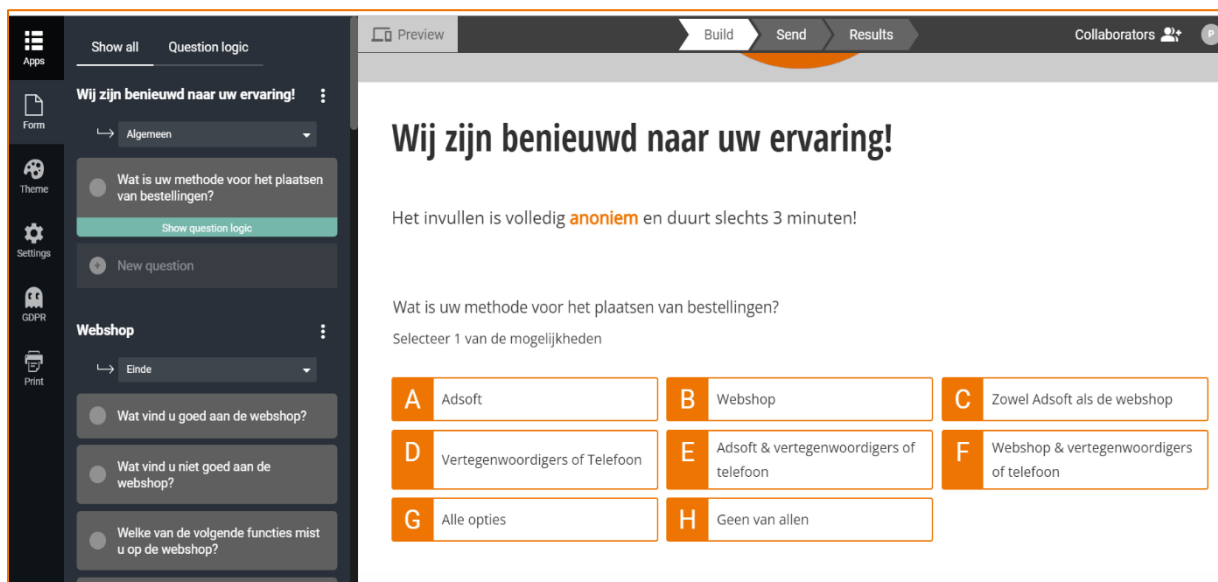 Apps
Form
Theme
Settings
GDPR
Print
Show all
Question logic
Wij zijn benieuwd naar uw ervaring!
Algemeen
Wat is uw methode voor het plaatsen
van bestellingen?
Show question logic
New question
Webshop
Einde
Wat vind u goed aan de webshop?
Wat vind u niet goed aan de
webshop?
Welke van de volgende functies mist
u op de webshop?
Preview
Build
Send
Results
Collaborators
P
Wij zijn benieuwd naar uw ervaring!
Het invullen is volledig anoniem en duurt slechts 3 minuten!
Wat is uw methode voor het plaatsen van bestellingen?
Selecteer 1 van de mogelijkheden
A Adsoft
B Webshop
C Zowel Adsoft als de webshop
D Vertegenwoordigers of Telefoon
E Adsoft & vertegenwoordigers of
telefoon
F Webshop & vertegenwoordigers
of telefoon
G Alle opties
H Geen van allen